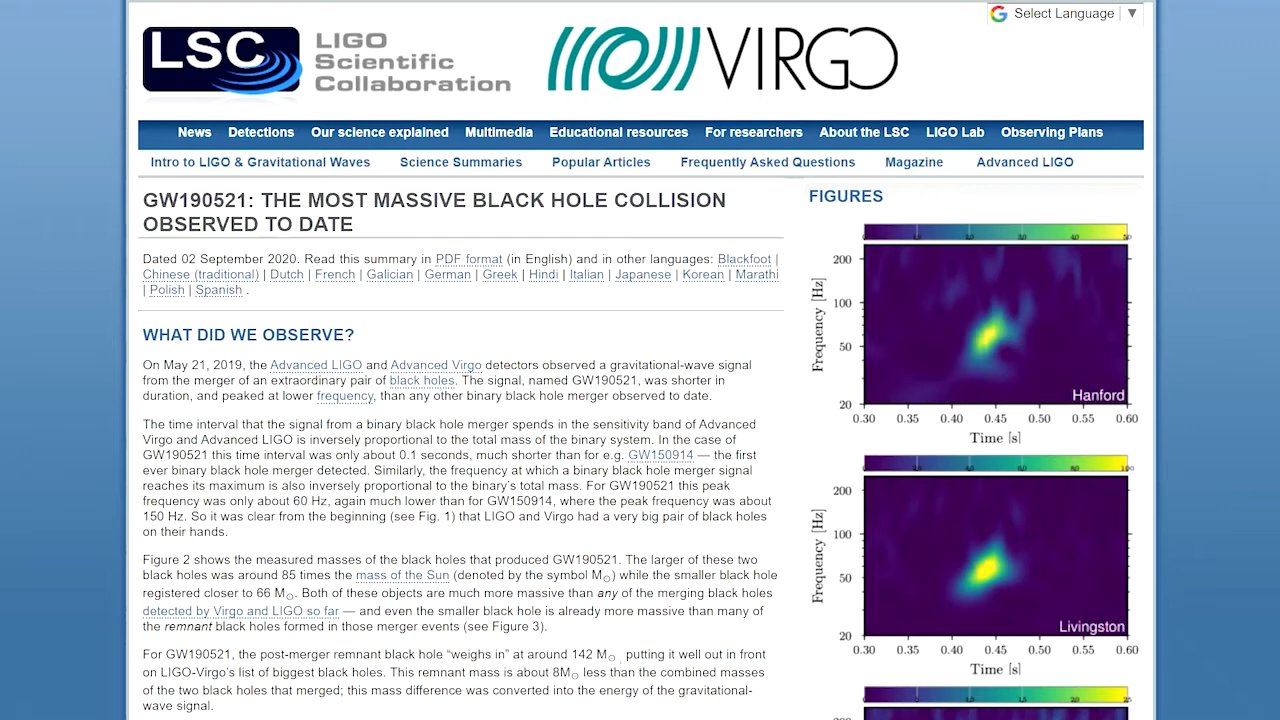 Select Language ▼
LSC LIGO Scientific Collaboration
VIRGO
News Detections Our science explained Multimedia Educational resources For researchers About the LSC LIGO Lab Observing Plans
Intro to LIGO & Gravitational Waves Science Summaries Popular Articles Frequently Asked Questions Magazine Advanced LIGO
GW190521: THE MOST MASSIVE BLACK HOLE COLLISION
OBSERVED TO DATE
Dated 02 September 2020. Read this summary in PDF format (in English) and in other languages: Blackfoot |
Chinese (traditional) | Dutch | French | Galician | German | Greek | Hindi | Italian | Japanese | Korean | Marathi
| Polish | Spanish .
WHAT DID WE OBSERVE?
On May 21, 2019, the Advanced LIGO and Advanced Virgo detectors observed a gravitational-wave signal
from the merger of an extraordinary pair of black holes. The signal, named GW190521, was shorter in
duration, and peaked at lower frequency, than any other binary black hole merger observed to date.
The time interval that the signal from a binary black hole merger spends in the sensitivity band of Advanced
Virgo and Advanced LIGO is inversely proportional to the total mass of the binary system. In the case of
GW190521 this time interval was only about 0.1 seconds, much shorter than for e.g. GW150914 — the first
ever binary black hole merger detected. Similarly, the frequency at which a binary black hole merger signal
reaches its maximum is also inversely proportional to the binary's total mass. For GW190521 this peak
frequency was only about 60 Hz, again much lower than for GW150914, where the peak frequency was about
150 Hz. So it was clear from the beginning (see Fig. 1) that LIGO and Virgo had a very big pair of black holes
on their hands.
Figure 2 shows the measured masses of the black holes that produced GW190521. The larger of these two
black holes was around 85 times the mass of the Sun (denoted by the symbol M☉) while the smaller black hole
registered closer to 66 M☉. Both of these objects are much more massive than any of the merging black holes
detected by Virgo and LIGO so far — and even the smaller black hole is already more massive than many of
the remnant black holes formed in those merger events (see Figure 3).
For GW190521, the post-merger remnant black hole “weighs in” at around 142 M☉ , putting it well out in front
on LIGO-Virgo's list of biggestblack holes. This remnant mass is about 8M☉ less than the combined masses
of the two black holes that merged; this mass difference was converted into the energy of the gravitational-
wave signal.
FIGURES
200
100
50
20
Frequency [Hz]
Hanford
0.30 0.35 0.40 0.45 0.50 0.55 0.60
Time [s]
200
100
50
20
Frequency [Hz]
Livingston
0.30 0.35 0.40 0.45 0.50 0.55 0.60
Time [s]